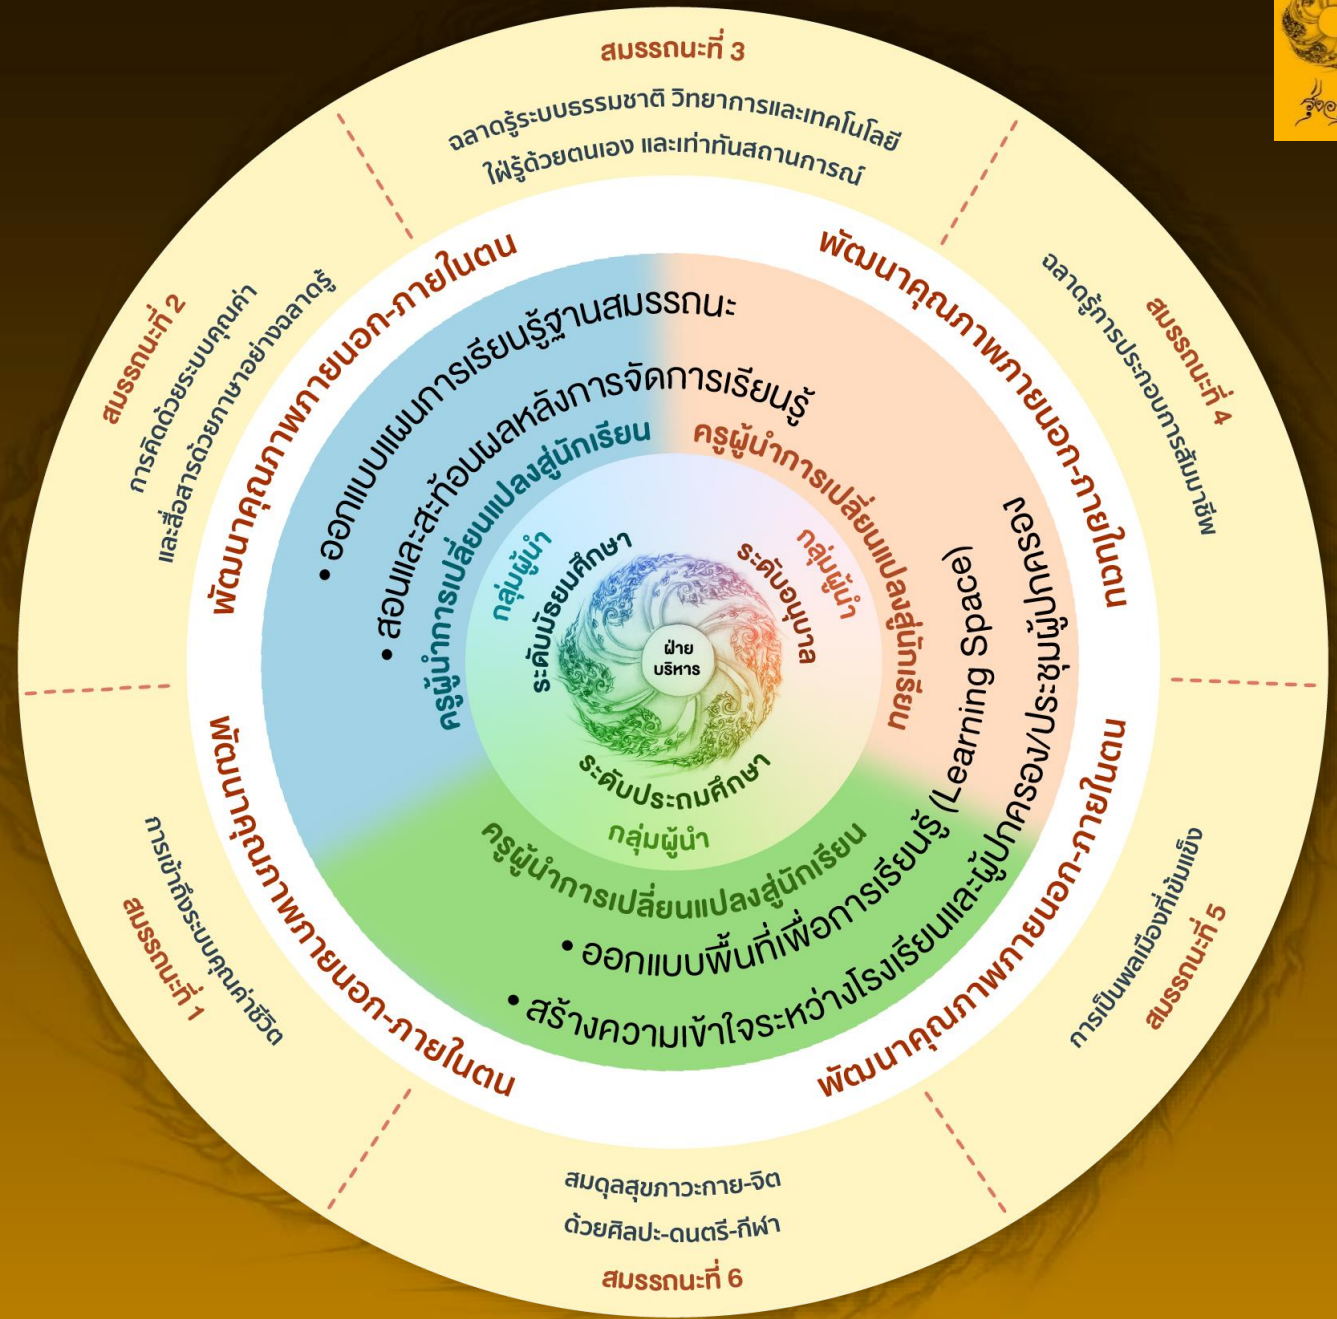 สมรรถนะที่ 3
ฉลาดรู้ระบบธรรมชาติ วิทยาการและเทคโนโลยี
ใฝ่รู้ด้วยตนเอง และเท่าทันสถานการณ์
สมรรถนะที่ 4
ฉลาดรู้การประกอบการสัมมาชีพ
สมรรถนะที่ 5
การเป็นพลเมืองที่เข้มแข็ง
สมดุลสุขภาวะกาย-จิต
ด้วยศิลปะ-ดนตรี-กีฬา
สมรรถนะที่ 6
การเข้าถึงระบบคุณค่าชีวิต
สมรรถนะที่ 1
สมรรถนะที่ 2
การคิดด้วยระบบคุณค่า
และสื่อสารด้วยภาษาอย่างฉลาดรู้
พัฒนาคุณภาพภายนอก-ภายในตน
พัฒนาคุณภาพภายนอก-ภายในตน
พัฒนาคุณภาพภายนอก-ภายในตน
พัฒนาคุณภาพภายนอก-ภายในตน
• ออกแบบแผนการเรียนรู้ฐานสมรรถนะ
• สอนและสะท้อนผลหลังการจัดการเรียนรู้
ครูผู้นำการเปลี่ยนแปลงสู่นักเรียน
ครูผู้นำการเปลี่ยนแปลงสู่นักเรียน
กลุ่มผู้นำ
ระดับมัธยมศึกษา
กลุ่มผู้นำ
ระดับอนุบาล
ฝ่าย
บริหาร
ระดับประถมศึกษา
กลุ่มผู้นำ
ครูผู้นำการเปลี่ยนแปลงสู่นักเรียน
• ออกแบบพื้นที่เพื่อการเรียนรู้ (Learning Space)
• สร้างความเข้าใจระหว่างโรงเรียนและผู้ปกครอง/ประชุมผู้ปกครอง